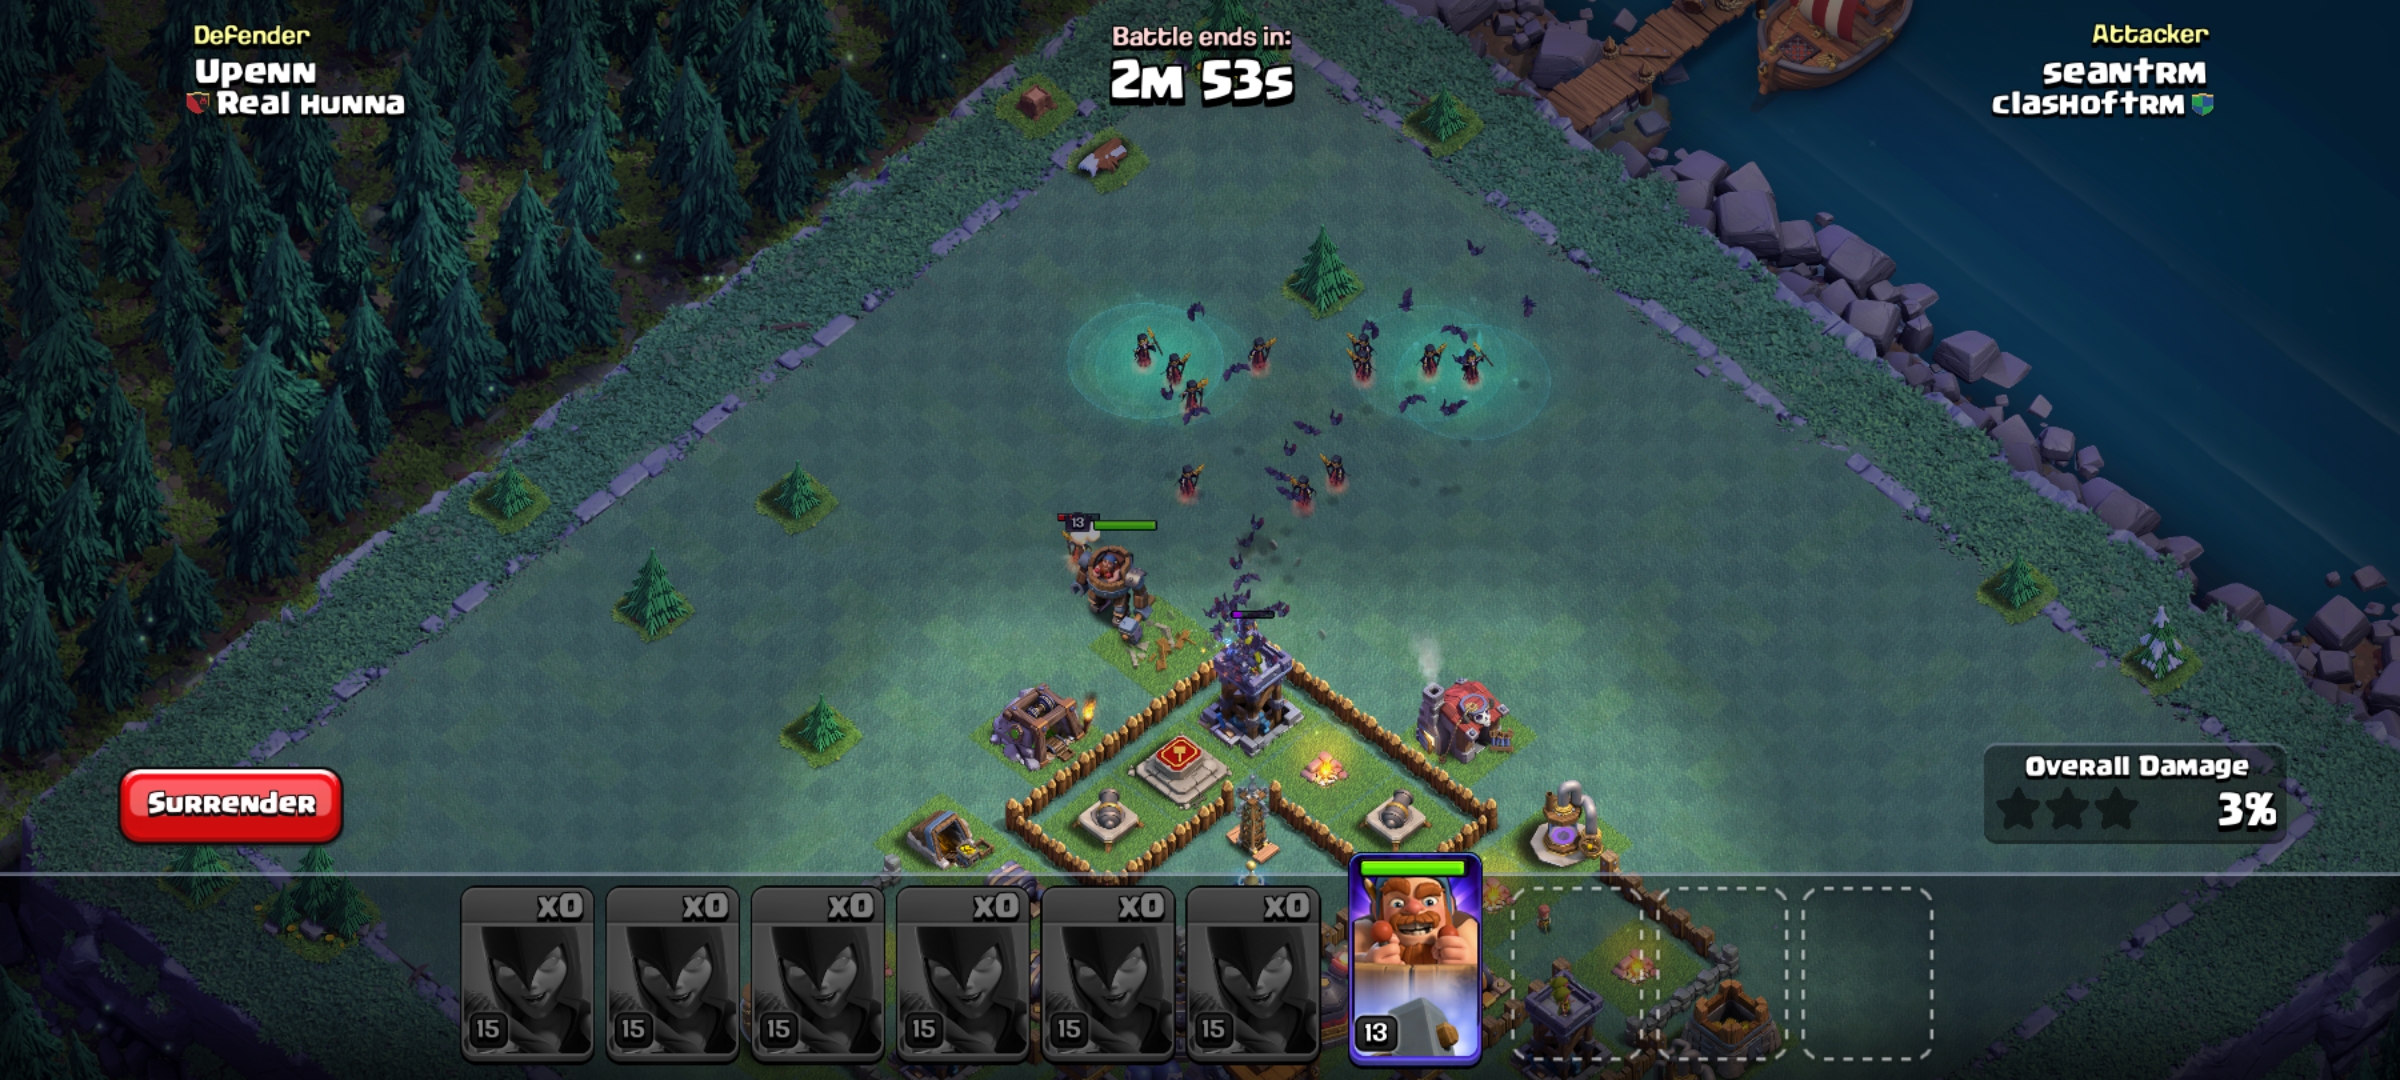 Defender
Upenn
Real Hunna
Battle ends in:
2m 53s
Attacker
seantrm
clashoftrm
13
Surrender
Overall Damage
3%
x0
x0
x0
x0
x0
x0
15
15
15
15
15
15
13